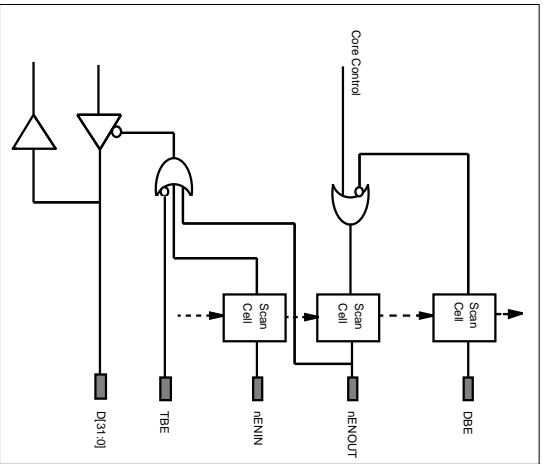 Core Control
Scan
Cell
Scan
Cell
Scan
Cell
DBE
nENOUT
nENIN
TBE
D[31:0]